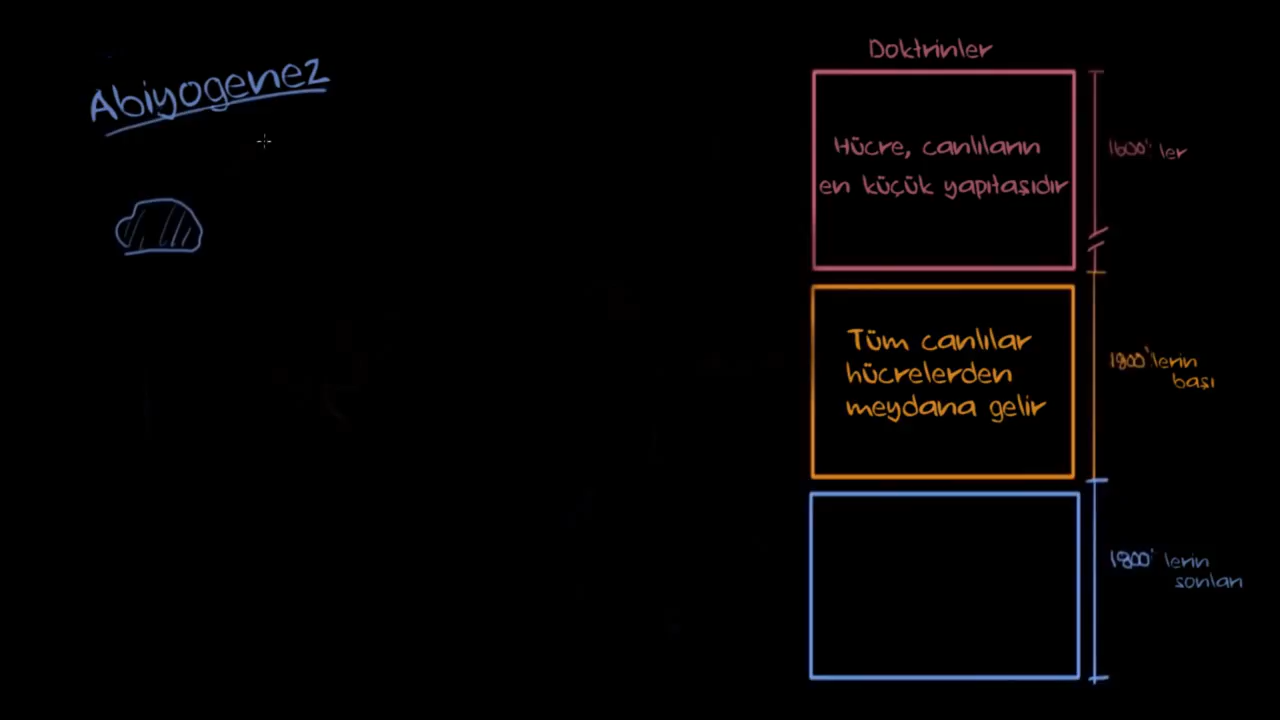 Abiyogenez
Doktrinler
Hücre, canlıların
en küçük yapıtaşıdır
1600'ler
Tüm canlılar
hücrelerden
meydana gelir
1800'lerin
başı
1800'lerin
sonları